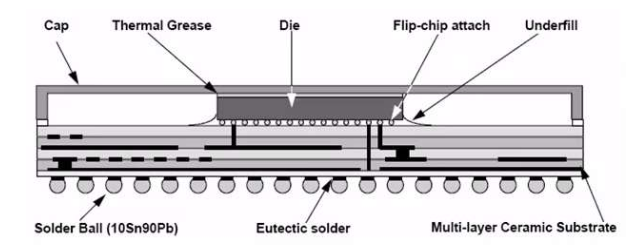 Cap Thermal Grease Die Flip-chip attach Underfill
Solder Ball (10Sn90Pb) Eutectic solder Multi-layer Ceramic Substrate